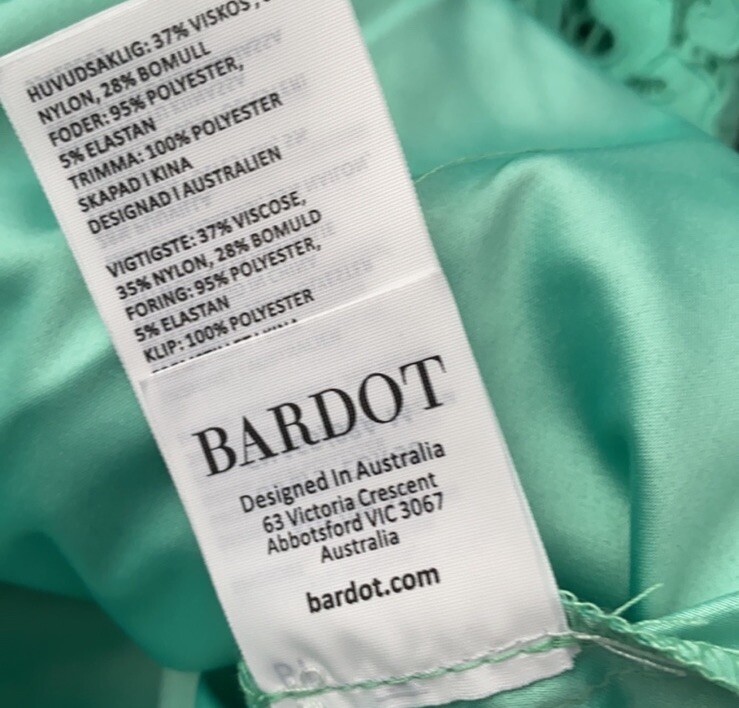 HUVUDSAKLIG: 37% VISKOS,
NYLON, 28% BOMULL
FODER: 95% POLYESTER,
5% ELASTAN
TRIMMA: 100% POLYESTER
SKAPAD I KINA
DESIGNAD I AUSTRALIEN
VIGTIGSTE: 37% VISCOSE,
35% NYLON, 28% BOMULD
FORING: 95% POLYESTER,
5% ELASTAN
KLIP: 100% POLYESTER
BARDOT
Designed In Australia
63 Victoria Crescent
Abbotsford VIC 3067
Australia
bardot.com